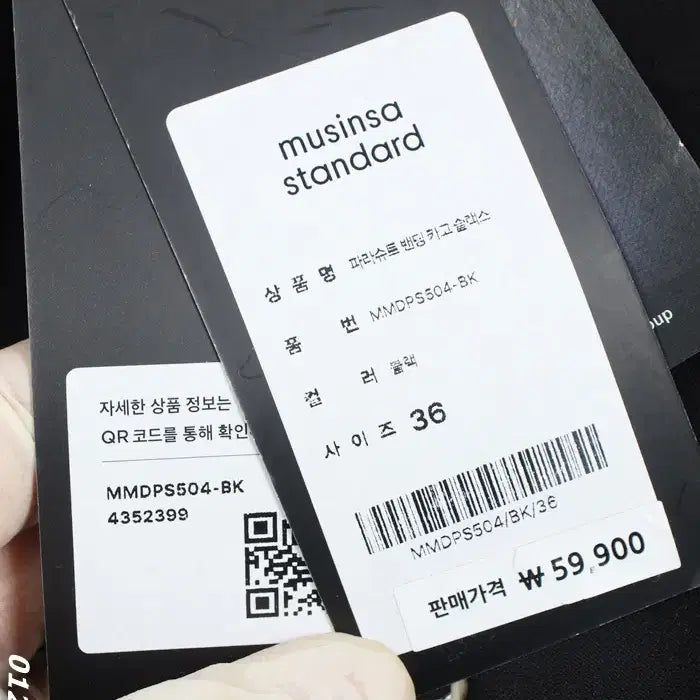 musinsa
standard
상품명 파라슈트 밴딩 카고 슬랙스
품번 MMDPS504-BK
컬러 블랙
사이즈 36
MMDPS504/BK/36
판매가격 ₩ 59,900
자세한 상품 정보는
QR 코드를 통해 확인
MMDPS504-BK
4352399
oup